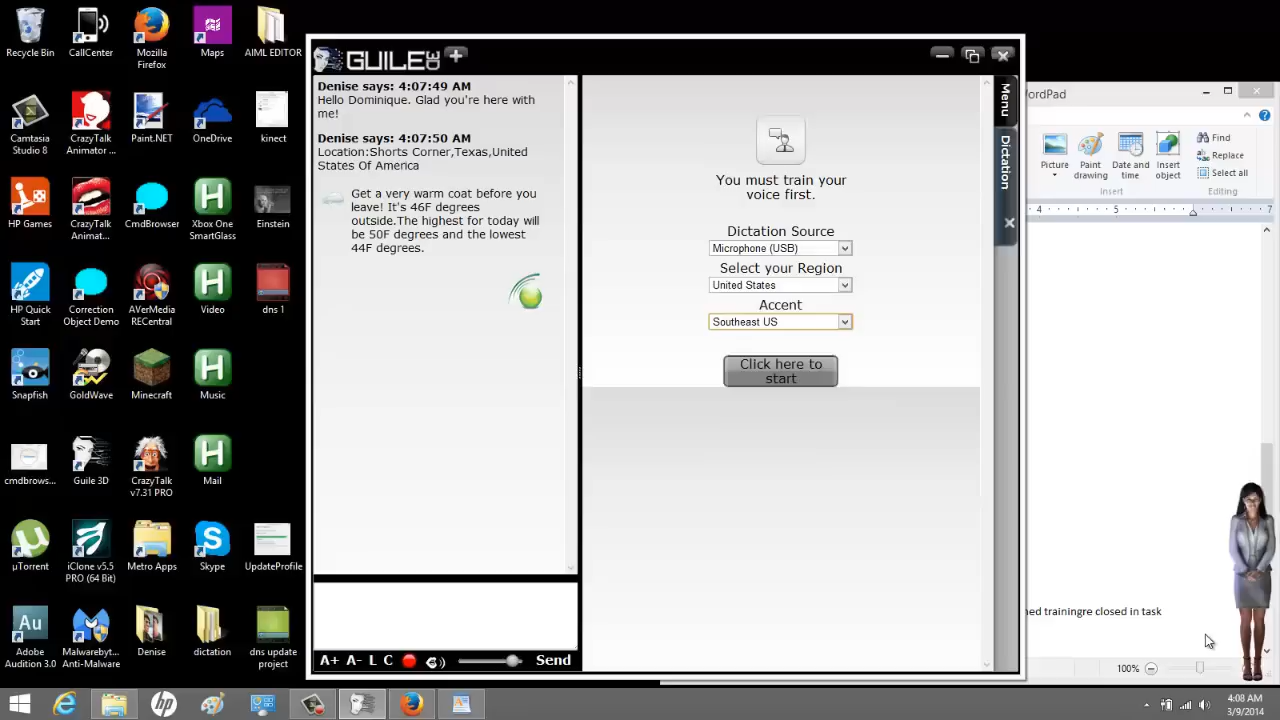 Recycle Bin
CallCenter
Mozilla
Firefox
Maps
AIML EDITOR
Camtasia
Studio 8
CrazyTalk
Animator ...
Paint.NET
OneDrive
kinect
HP Games
CrazyTalk
Animat...
CmdBrowser
Xbox One
SmartGlass
Einstein
HP Quick
Start
Correction
Object Demo
AVerMedia
RECentral
Video
dns 1
Snapfish
GoldWave
Minecraft
Music
cmdbrows...
Guile 3D
CrazyTalk
v7.31 PRO
Mail
µTorrent
iClone v5.5
PRO (64 Bit)
Metro Apps
Skype
UpdateProfile
Au
Adobe
Audition 3.0
Malwarebyt...
Anti-Malware
Denise
dictation
dns update
project
GUILE 3D
Denise says: 4:07:49 AM
Hello Dominique. Glad you're here with
me!
Denise says: 4:07:50 AM
Location:Shorts Corner,Texas,United
States Of America
Get a very warm coat before you
leave! It's 46F degrees
outside.The highest for today will
be 50F degrees and the lowest
44F degrees.
A+ A- L C
Send
You must train your
voice first.
Dictation Source
Microphone (USB)
Select your Region
United States
Accent
Southeast US
Click here to
start
Menu
Dictation
ordPad
Picture
Paint
drawing
Date and
time
Insert
object
Insert
Find
Replace
Select all
Editing
4 5 6 7
ned trainingre closed in task
100%
4:08 AM
3/9/2014